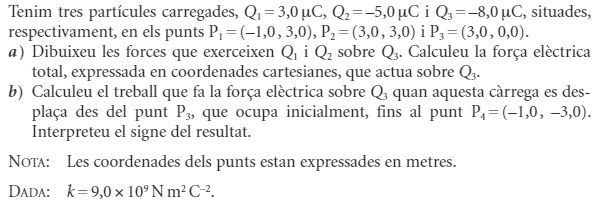 Tenim tres partícules carregades, Q₁ = 3,0 μC, Q₂ = –5,0 μC i Q₃ = –8,0 μC, situades,
respectivament, en els punts P₁ = (–1,0 , 3,0), P₂ = (3,0 , 3,0) i P₃ = (3,0 , 0,0).
a) Dibuixeu les forces que exerceixen Q₁ i Q₂ sobre Q₃. Calculeu la força elèctrica
total, expressada en coordenades cartesianes, que actua sobre Q₃.
b) Calculeu el treball que fa la força elèctrica sobre Q₃ quan aquesta càrrega es des-
plaça des del punt P₃, que ocupa inicialment, fins al punt P₄ = (–1,0 , –3,0).
Interpreteu el signe del resultat.
NOTA: Les coordenades dels punts estan expressades en metres.
DADA: k = 9,0 × 10⁹ N m² C⁻².